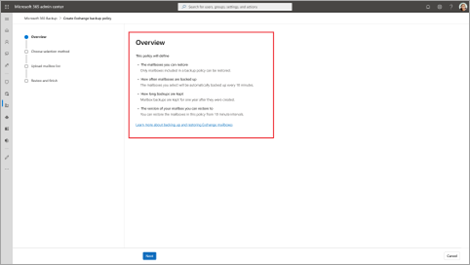 Microsoft 365 admin center
Search for users, groups, settings, and actions
Microsoft 365 Backup > Create Exchange backup policy
Overview
Choose selection method
Upload mailbox list
Review and finish
Overview
This policy will define
The mailboxes you can restore
Only mailboxes included in a backup policy can be restored.
How often mailboxes are backed up
The mailboxes you select will be automatically backed up every 10 minutes.
How long backups are kept
Mailbox backups are kept for one year after they were created.
The version of your mailbox you can restore to
You can restore the mailboxes in this policy from 10 minute intervals.
Learn more about backing up and restoring Exchange mailboxes
Next
Cancel